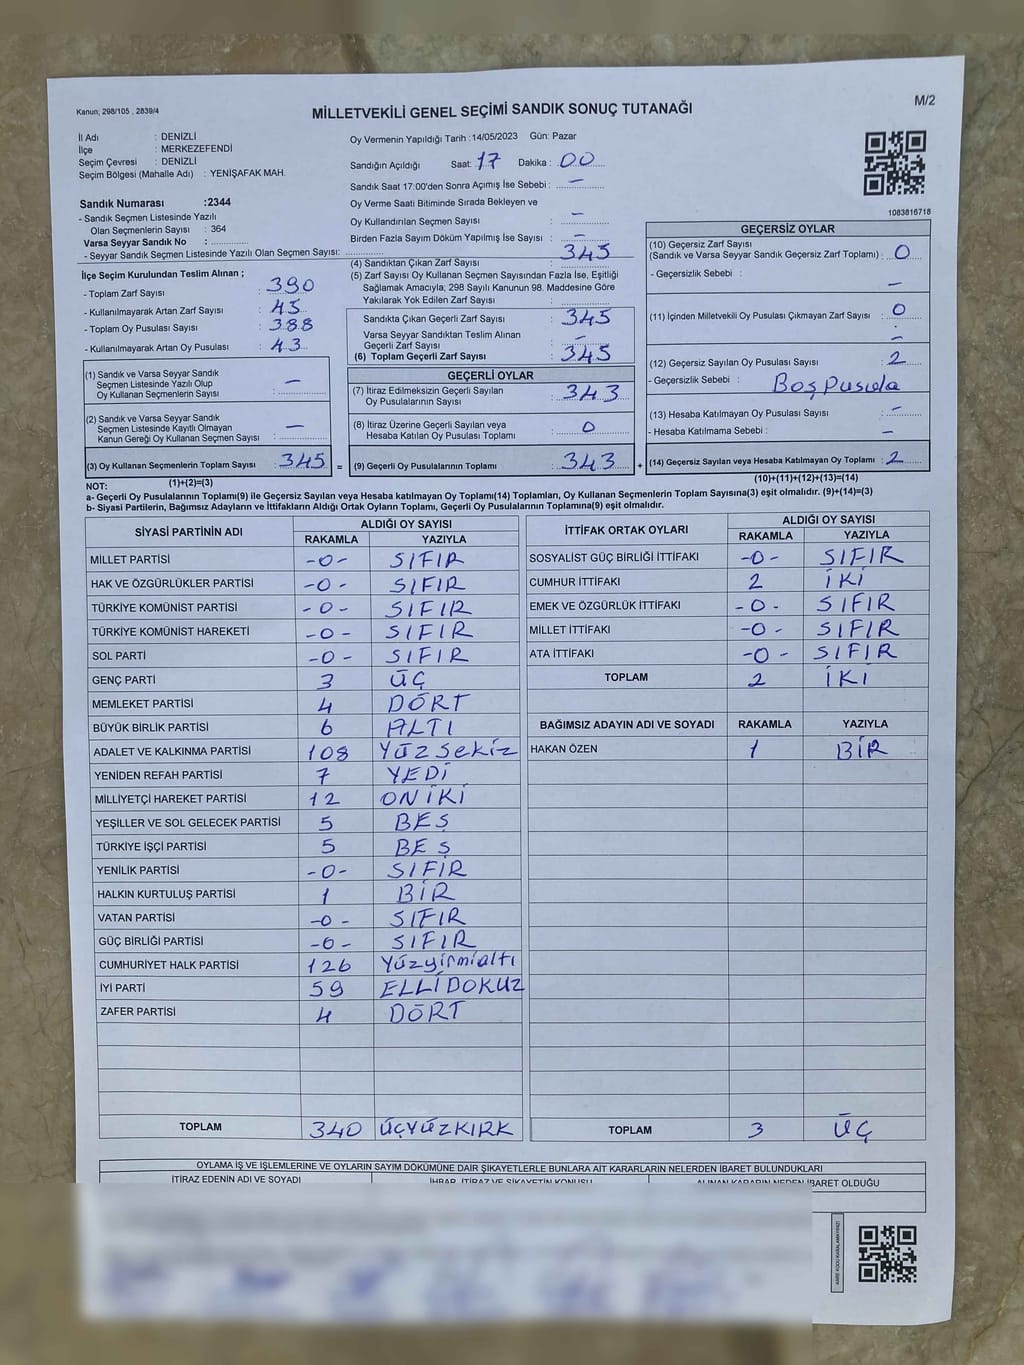 Kanun; 298/105 , 2839/4
MİLLETVEKİLİ GENEL SEÇİMİ SANDIK SONUÇ TUTANAĞI
M/2
İl Adı : DENİZLİ
İlçe : MERKEZEFENDİ
Seçim Çevresi : DENİZLİ
Seçim Bölgesi (Mahalle Adı) : YENİŞAFAK MAH.
Sandık Numarası :2344
- Sandık Seçmen Listesinde Yazılı
Olan Seçmenlerin Sayısı : 364
Varsa Seyyar Sandık No : ..............
- Seyyar Seçmen Listesinde Yazılı Olan Seçmen Sayısı: ..............
Oy Vermenin Yapıldığı Tarih :14/05/2023 Gün: Pazar
Sandığın Açıldığı Saat: 17 Dakika : 00
Sandık Saat 17:00'den Sonra Açımış İse Sebebi : -
Oy Verme Saati Bitiminde Sırada Bekleyen ve
Oy Kullandırılan Seçmen Sayısı : -
Birden Fazla Sayım Döküm Yapılmış İse Sayısı : -
1083816718
İlçe Seçim Kurulundan Teslim Alınan ;
- Toplam Zarf Sayısı : 390
- Kullanılmayarak Artan Zarf Sayısı : 45
- Toplam Oy Pusulası Sayısı : 388
- Kullanılmayarak Artan Oy Pusulası : 43
(1) Sandık ve Varsa Seyyar Sandık
Seçmen Listesinde Yazılı Olup
Oy Kullanan Seçmenlerin Sayısı : -
(2) Sandık ve Varsa Seyyar Sandık
Seçmen Listesinde Kayıtlı Olmayan
Kanun Gereği Oy Kullanan Seçmen Sayısı : -
(3) Oy Kullanan Seçmenlerin Toplam Sayısı : 345 =
(1)+(2)=(3)
(4) Sandıktan Çıkan Zarf Sayısı : 345
(5) Zarf Sayısı Oy Kullanan Seçmen Sayısından Fazla İse, Eşitliği
Sağlamak Amacıyla; 298 Sayılı Kanunun 98. Maddesine Göre
Yakılarak Yok Edilen Zarf Sayısı : ..............
Sandıkta Çıkan Geçerli Zarf Sayısı : 345
Varsa Seyyar Sandıktan Teslim Alınan
Geçerli Zarf Sayısı : -
(6) Toplam Geçerli Zarf Sayısı : 345
GEÇERLİ OYLAR
(7) İtiraz Edilmeksizin Geçerli Sayılan
Oy Pusulalarının Sayısı : 343
(8) İtiraz Üzerine Geçerli Sayılan veya
Hesaba Katılan Oy Pusulası Toplamı : 0
(9) Geçerli Oy Pusulalarının Toplamı : 343 +
GEÇERSİZ OYLAR
(10) Geçersiz Zarf Sayısı
(Sandık ve Varsa Seyyar Sandık Geçersiz Zarf Toplamı) : 0
- Geçersizlik Sebebi : -
(11) İçinden Milletvekili Oy Pusulası Çıkmayan Zarf Sayısı : 0
-
(12) Geçersiz Sayılan Oy Pusulası Sayısı : 2
- Geçersizlik Sebebi : Boş Pusula
(13) Hesaba Katılmayan Oy Pusulası Sayısı : -
- Hesaba Katılmama Sebebi : -
(14) Geçersiz Sayılan veya Hesaba Katılmayan Oy Toplamı : 2
(10)+(11)+(12)+(13)=(14)
NOT:
a- Geçerli Oy Pusulalarının Toplamı(9) ile Geçersiz Sayılan veya Hesaba katılmayan Oy Toplamı(14) Toplamları, Oy Kullanan Seçmenlerin Toplam Sayısına(3) eşit olmalıdır. (9)+(14)=(3)
b- Siyasi Partilerin, Bağımsız Adayların ve İttifakların Aldığı Ortak Oyların Toplamı, Geçerli Oy Pusulalarının Toplamına(9) eşit olmalıdır.
SİYASİ PARTİNİN ADI ALDIĞI OY SAYISI
RAKAMLA YAZIYLA
MİLLET PARTİSİ -0- SIFIR
HAK VE ÖZGÜRLÜKLER PARTİSİ -0- SIFIR
TÜRKİYE KOMÜNİST PARTİSİ -0- SIFIR
TÜRKİYE KOMÜNİST HAREKETİ -0- SIFIR
SOL PARTİ -0- SIFIR
GENÇ PARTİ 3 ÜÇ
MEMLEKET PARTİSİ 4 DÖRT
BÜYÜK BİRLİK PARTİSİ 6 ALTI
ADALET VE KALKINMA PARTİSİ 108 YÜZSEKİZ
YENİDEN REFAH PARTİSİ 7 YEDİ
MİLLİYETÇİ HAREKET PARTİSİ 12 ONİKİ
YEŞİLLER VE SOL GELECEK PARTİSİ 5 BEŞ
TÜRKİYE İŞÇİ PARTİSİ 5 BEŞ
YENİLİK PARTİSİ -0- SIFIR
HALKIN KURTULUŞ PARTİSİ 1 BİR
VATAN PARTİSİ -0- SIFIR
GÜÇ BİRLİĞİ PARTİSİ -0- SIFIR
CUMHURİYET HALK PARTİSİ 126 Yüzyirmialtı
İYİ PARTİ 59 ELLİDOKUZ
ZAFER PARTİSİ 4 DÖRT
TOPLAM 340 ÜÇYÜZKIRK
İTTİFAK ORTAK OYLARI ALDIĞI OY SAYISI
RAKAMLA YAZIYLA
SOSYALİST GÜÇ BİRLİĞİ İTTİFAKI -0- SIFIR
CUMHUR İTTİFAKI 2 İKİ
EMEK VE ÖZGÜRLÜK İTTİFAKI -0- SIFIR
MİLLET İTTİFAKI -0- SIFIR
ATA İTTİFAKI -0- SIFIR
TOPLAM 2 İKİ
BAĞIMSIZ ADAYIN ADI VE SOYADI RAKAMLA YAZIYLA
HAKAN ÖZEN 1 BİR
TOPLAM 3 ÜÇ
OYLAMA İŞ VE İŞLEMLERİNE VE OYLARIN SAYIM DÖKÜMÜNE DAİR ŞİKAYETLERLE BUNLARA AİT KARARLARIN NELERDEN İBARET BULUNDUKLARI
İTİRAZ EDENİN ADI VE SOYADI İHBAR, İTİRAZ VE ŞİKAYETİN KONUSU ALINAN KARARIN NEDEN İBARET OLDUĞU